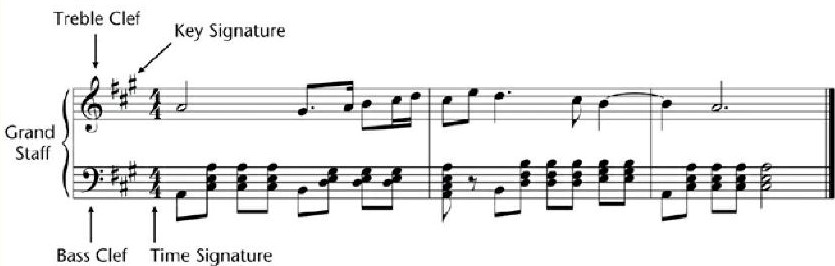 Treble Clef
Key Signature
Grand
Staff
Bass Clef
Time Signature